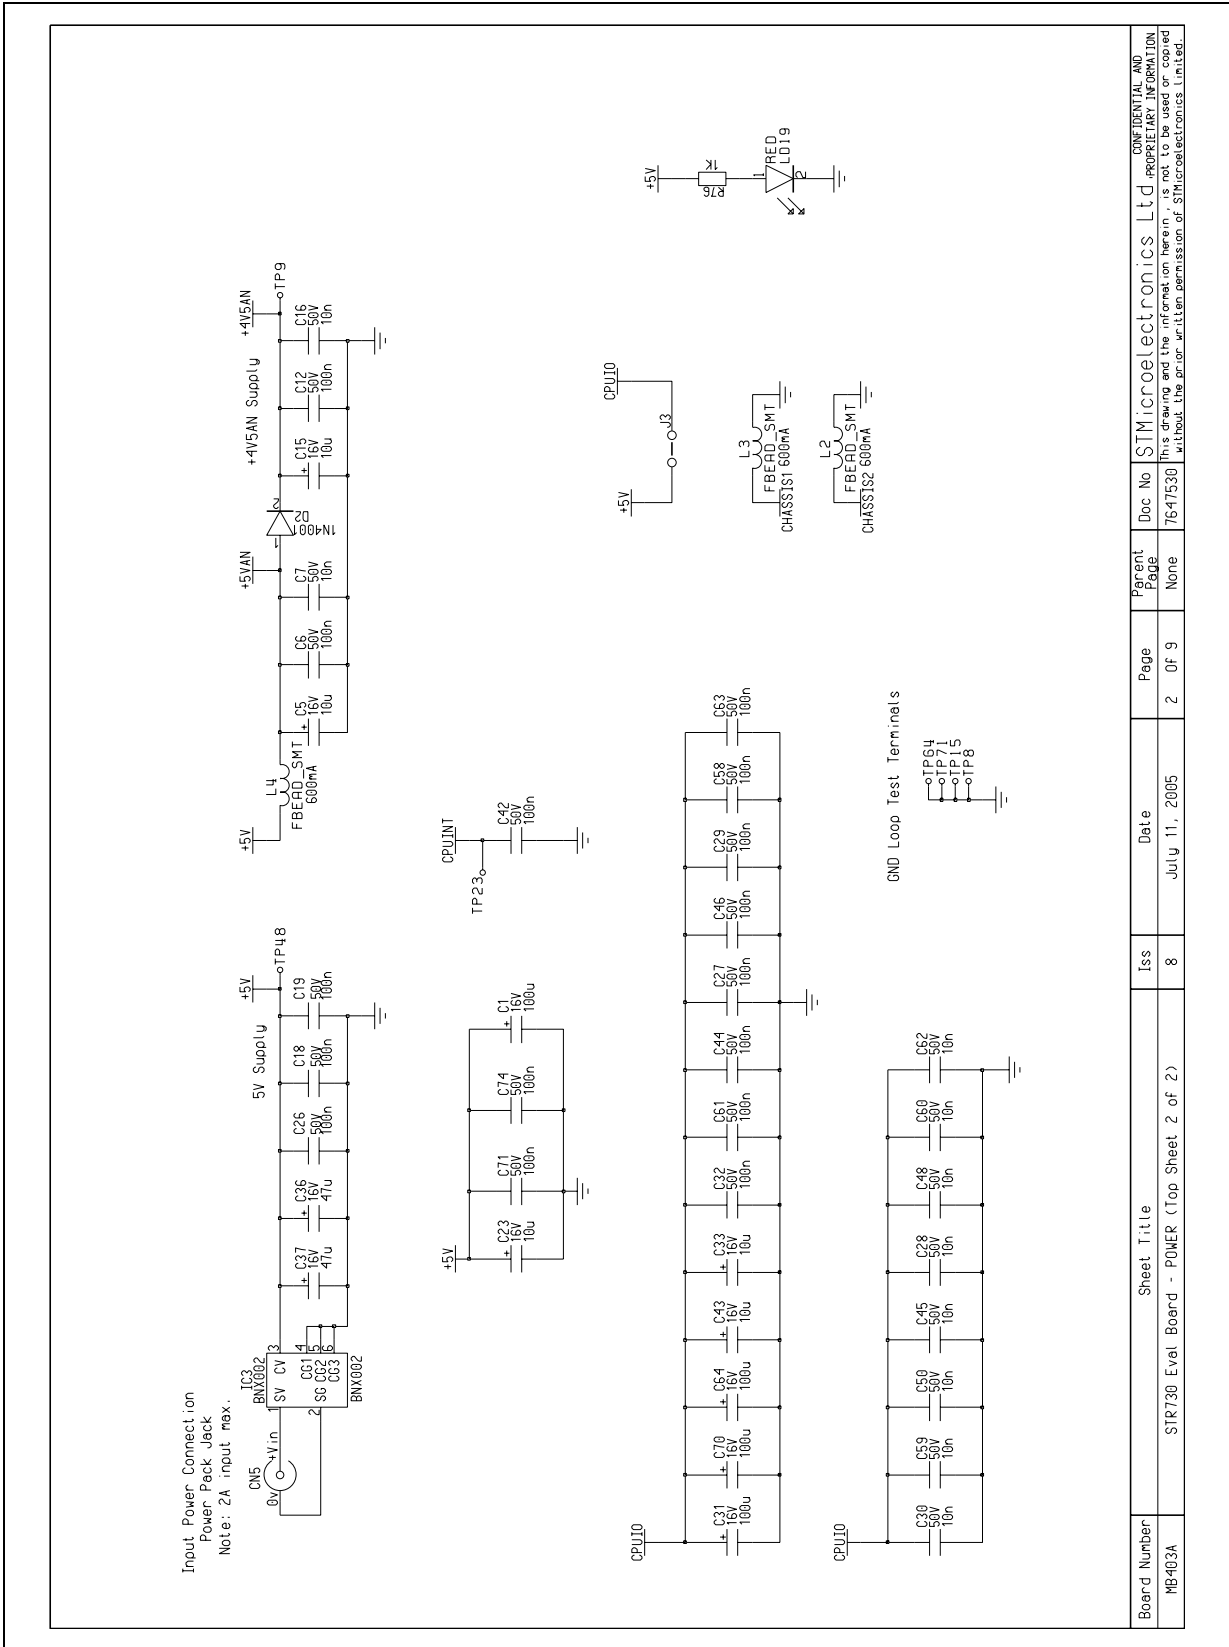 Input Power Connection
Power Pack Jack
Note: 2A input max.
CN5
0v
+Vin
IC3
BNX002
1 SV CV 3
2 SG
CG1 4
CG2 5
CG3 6
BNX002
C37
16V
47u
C36
16V
47u
C26
50V
100n
C18
50V
100n
C19
50V
100n
5V Supply
+5V
TP48
+5V
L4
FBEAD_SMT
600mA
C5
16V
10u
C6
50V
100n
C7
50V
10n
+5VAN
1
2
D2
1N4001
C15
16V
10u
C12
50V
100n
C16
50V
10n
+4V5AN Supply
+4V5AN
TP9
+5V
C23
16V
10u
C71
50V
100n
C74
50V
100n
C1
16V
100u
CPUINT
TP23
C42
50V
100n
CPUIO
C31
16V
100u
C70
16V
100u
C64
16V
100u
C43
16V
10u
C33
16V
10u
C32
50V
100n
C61
50V
100n
C44
50V
100n
C27
50V
100n
C46
50V
100n
C29
50V
100n
C58
50V
100n
C63
50V
100n
+5V
J3
CPUIO
CHASSIS1
L3
FBEAD_SMT
600mA
CHASSIS2
L2
FBEAD_SMT
600mA
+5V
R76
1K
1
RED
LD19
2
CPUIO
C30
50V
10n
C59
50V
10n
C50
50V
10n
C45
50V
10n
C28
50V
10n
C48
50V
10n
C60
50V
10n
C62
50V
10n
GND Loop Test Terminals
TP64
TP71
TP15
TP8
Board Number
MB403A
Sheet Title
STR730 Eval Board - POWER (Top Sheet 2 of 2)
Iss
8
Date
July 11, 2005
Page
2 Of 9
Parent
Page
None
Doc No
7647530
STMicroelectronics Ltd
CONFIDENTIAL AND
PROPRIETARY INFORMATION
This drawing and the information herein, is not to be used or copied
without the prior written permission of STMicroelectronics limited.